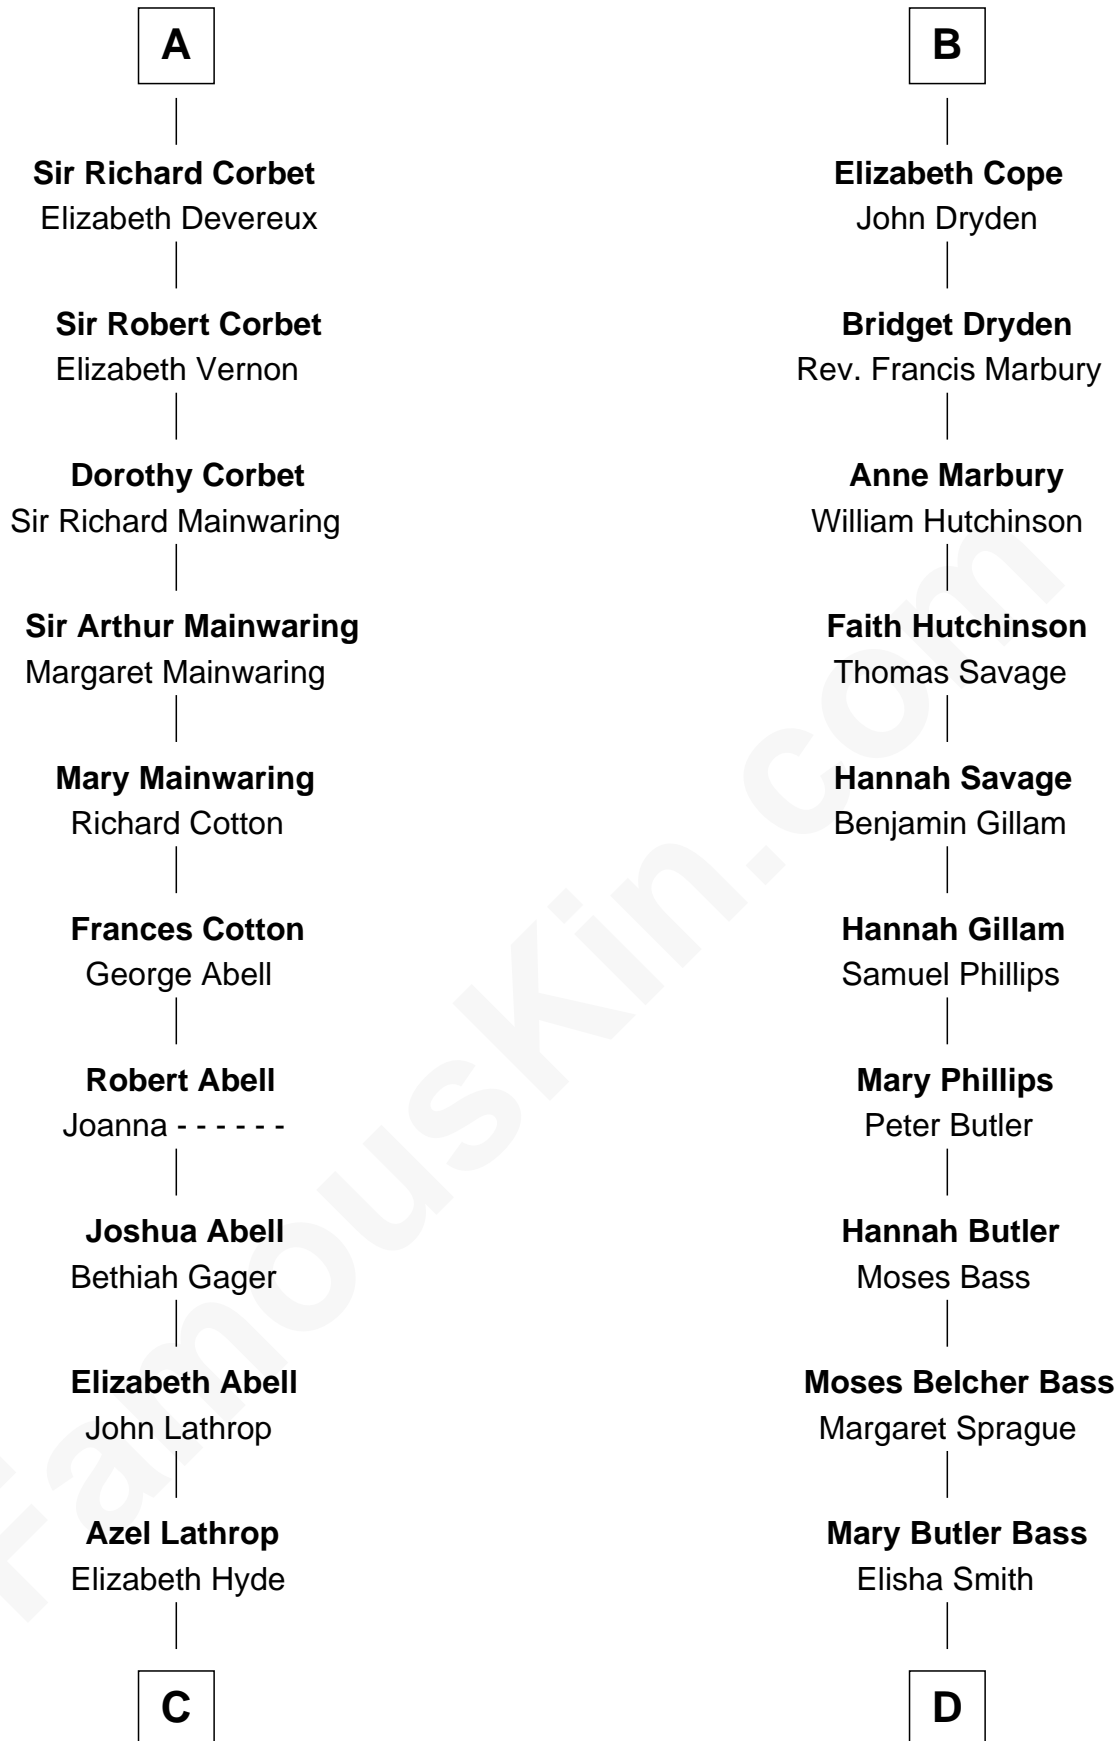 A
Sir Richard Corbet
Elizabeth Devereux
Sir Robert Corbet
Elizabeth Vernon
Dorothy Corbet
Sir Richard Mainwaring
Sir Arthur Mainwaring
Margaret Mainwaring
Mary Mainwaring
Richard Cotton
Frances Cotton
George Abell
Robert Abell
Joanna - - - - - -
Joshua Abell
Bethiah Gager
Elizabeth Abell
John Lathrop
Azel Lathrop
Elizabeth Hyde
C
B
Elizabeth Cope
John Dryden
Bridget Dryden
Rev. Francis Marbury
Anne Marbury
William Hutchinson
Faith Hutchinson
Thomas Savage
Hannah Savage
Benjamin Gillam
Hannah Gillam
Samuel Phillips
Mary Phillips
Peter Butler
Hannah Butler
Moses Bass
Moses Belcher Bass
Margaret Sprague
Mary Butler Bass
Elisha Smith
D
FamousKin.com